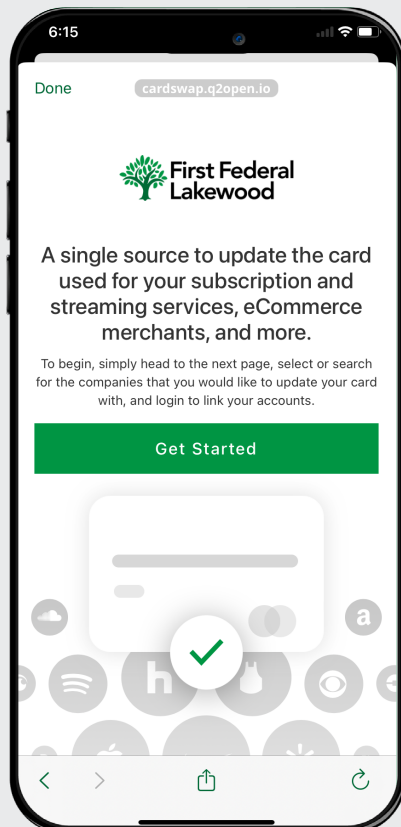 6:15
Done
cardswap.q2open.io
First Federal
Lakewood
A single source to update the card
used for your subscription and
streaming services, eCommerce
merchants, and more.
To begin, simply head to the next page, select or search
for the companies that you would like to update your card
with, and login to link your accounts.
Get Started
a
h